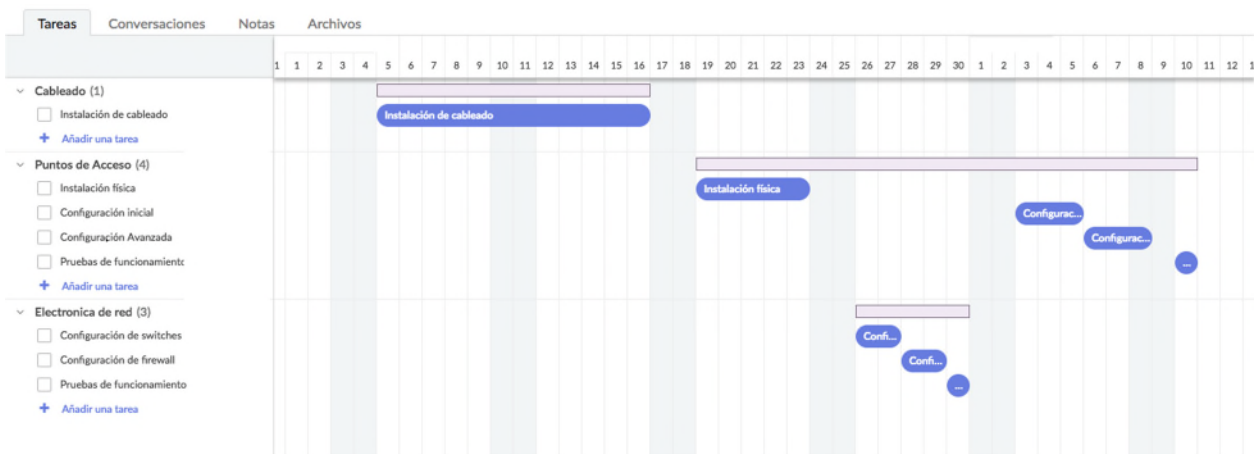 Tareas Conversaciones Notas Archivos
1 1 2 3 4 5 6 7 8 9 10 11 12 13 14 15 16 17 18 19 20 21 22 23 24 25 26 27 28 29 30 1 2 3 4 5 6 7 8 9 10 11 12 1
Cableado (1)
Instalación de cableado Instalación de cableado
+ Añadir una tarea
Puntos de Acceso (4)
Instalación física Instalación física
Configuración inicial Configurac...
Configuración Avanzada Configurac...
Pruebas de funcionamiento ...
+ Añadir una tarea
Electronica de red (3)
Configuración de switches Confi...
Configuración de firewall Confi...
Pruebas de funcionamiento ...
+ Añadir una tarea